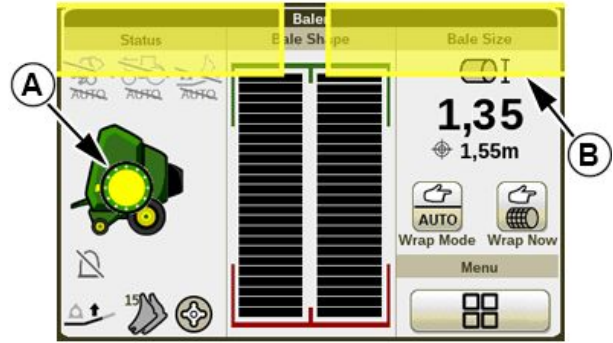 Baler
Status
Bale Shape
Bale Size
AUTO
AUTO
AUTO
A
1,35
1,55m
B
AUTO
Wrap Mode
Wrap Now
15
Menu